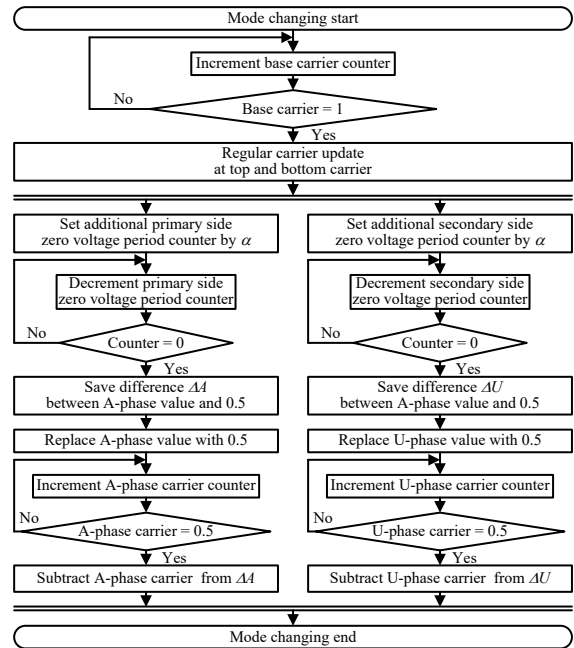 Mode changing start
Increment base carrier counter
No
Base carrier = 1
Yes
Regular carrier update
at top and bottom carrier
Set additional primary side
zero voltage period counter by α
Decrement primary side
zero voltage period counter
No
Counter = 0
Yes
Save difference ΔA
between A-phase value and 0.5
Replace A-phase value with 0.5
Increment A-phase carrier counter
No
A-phase carrier = 0.5
Yes
Subtract A-phase carrier from ΔA
Set additional secondary side
zero voltage period counter by α
Decrement secondary side
zero voltage period counter
No
Counter = 0
Yes
Save difference ΔU
between A-phase value and 0.5
Replace U-phase value with 0.5
Increment U-phase carrier counter
No
U-phase carrier = 0.5
Yes
Subtract U-phase carrier from ΔU
Mode changing end